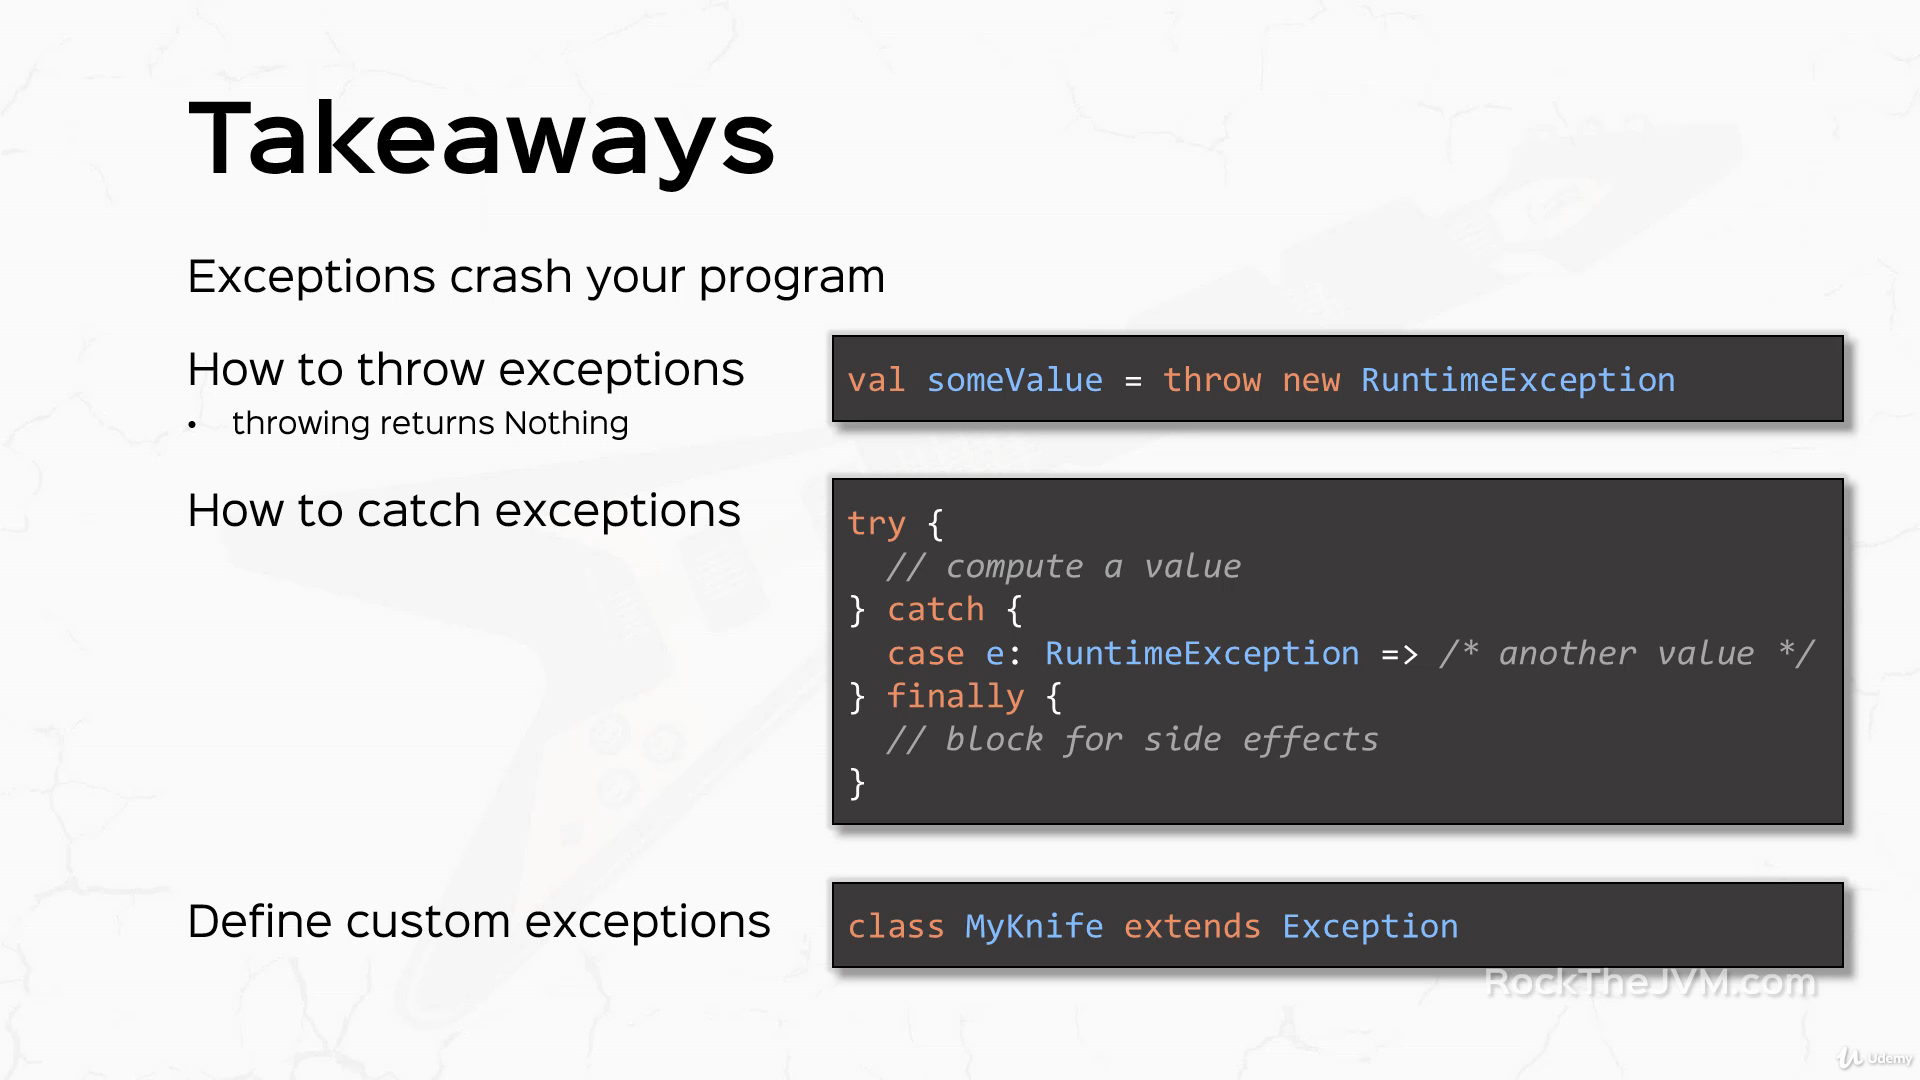 Takeaways
Exceptions crash your program
How to throw exceptions
• throwing returns Nothing
val someValue = throw new RuntimeException
How to catch exceptions
try {
  // compute a value
} catch {
  case e: RuntimeException => /* another value */
} finally {
  // block for side effects
}
Define custom exceptions
class MyKnife extends Exception
RockTheJVM.com
Udemy